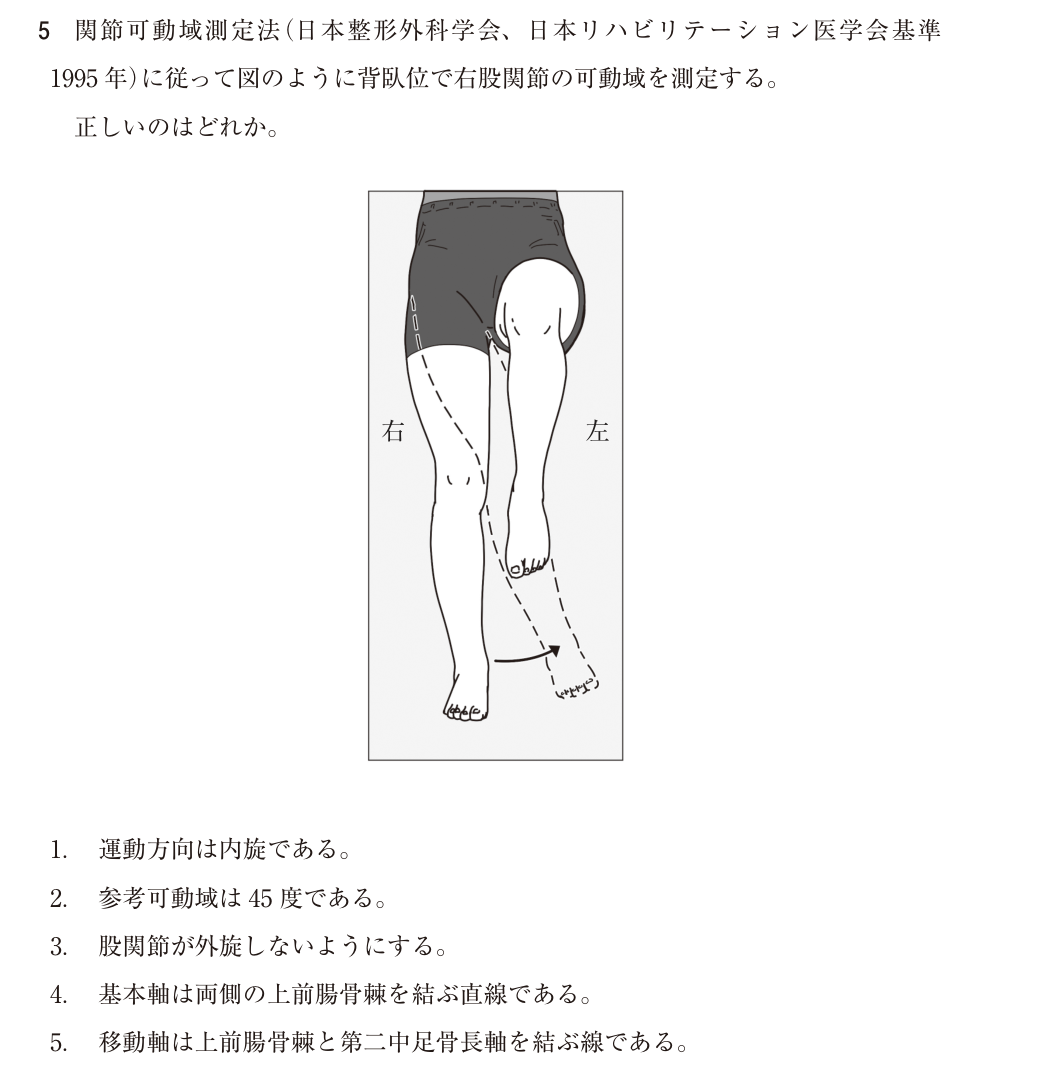 5 関節可動域測定法(日本整形外科学会、日本リハビリテーション医学会基準
1995年)に従って図のように背臥位で右股関節の可動域を測定する。
正しいのはどれか。
右
左
1. 運動方向は内旋である。
2. 参考可動域は45度である。
3. 股関節が外旋しないようにする。
4. 基本軸は両側の上前腸骨棘を結ぶ直線である。
5. 移動軸は上前腸骨棘と第二中足骨長軸を結ぶ線である。